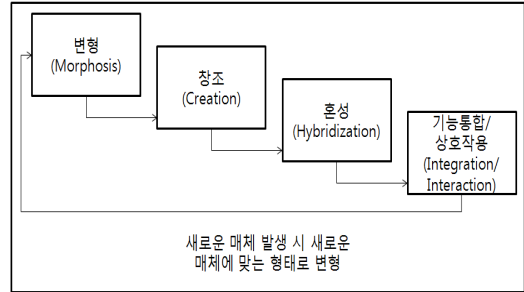 변형
(Morphosis)
창조
(Creation)
혼성
(Hybridization)
기능통합/
상호작용
(Integration/
Interaction)
새로운 매체 발생 시 새로운
매체에 맞는 형태로 변형